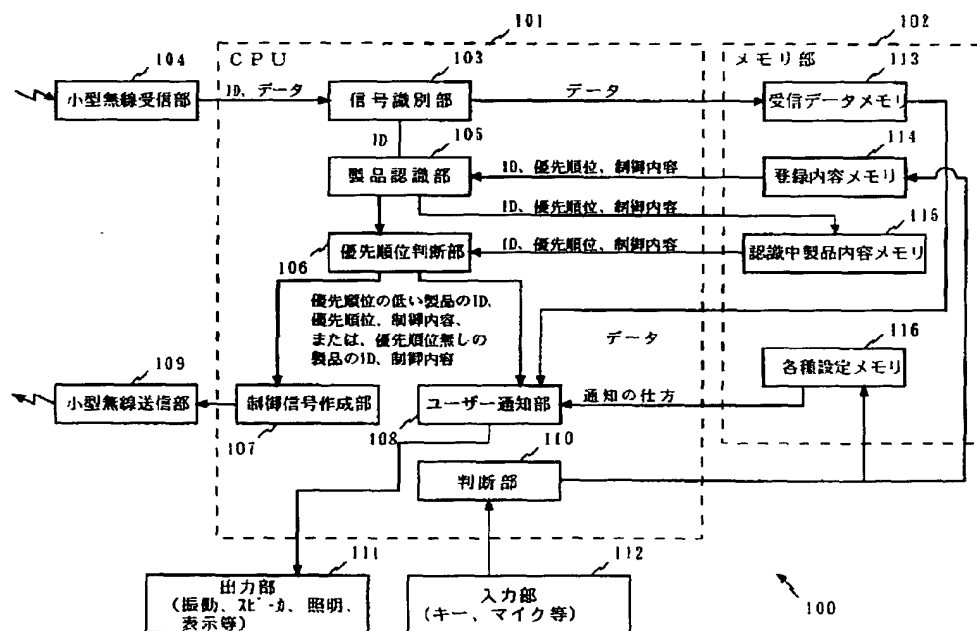 101
102
CPU
メモリ部
104
小型無線受信部
ID、データ
103
信号識別部
データ
113
受信データメモリ
ID
105
製品認識部
ID、優先順位、制御内容
114
登録内容メモリ
ID、優先順位、制御内容
115
認識中製品内容メモリ
106
優先順位判断部
ID、優先順位、制御内容
優先順位の低い製品のID、
優先順位、制御内容、
または、優先順位無しの
製品のID、制御内容
データ
116
各種設定メモリ
109
小型無線送信部
制御信号作成部
107
108
ユーザー通知部
通知の仕方
110
判断部
111
出力部
(振動、スピーカ、照明、
表示等)
112
入力部
(キー、マイク等)
100